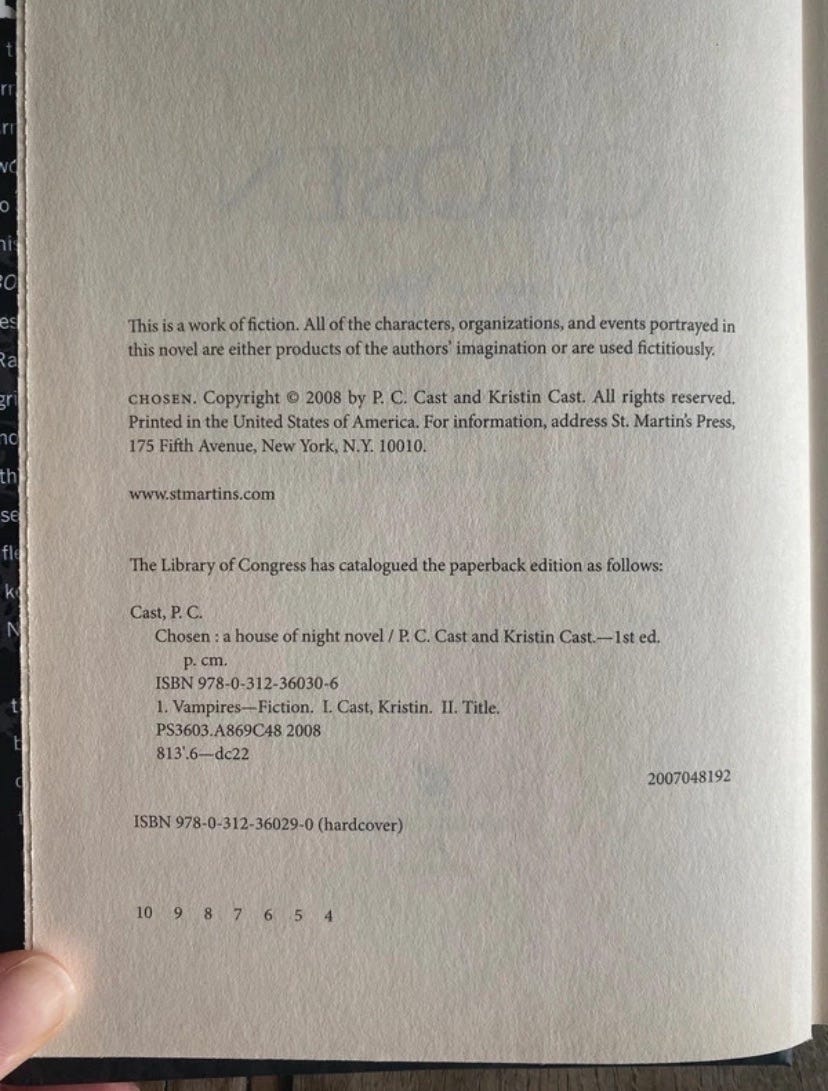 This is a work of fiction. All of the characters, organizations, and events portrayed in
this novel are either products of the authors' imagination or are used fictitiously.
CHOSEN. Copyright © 2008 by P. C. Cast and Kristin Cast. All rights reserved.
Printed in the United States of America. For information, address St. Martin's Press,
175 Fifth Avenue, New York, N.Y. 10010.
www.stmartins.com
The Library of Congress has catalogued the paperback edition as follows:
Cast, P. C.
Chosen : a house of night novel / P. C. Cast and Kristin Cast.—1st ed.
p. cm.
ISBN 978-0-312-36030-6
1. Vampires—Fiction. I. Cast, Kristin. II. Title.
PS3603.A869C48 2008
813'.6—dc22
2007048192
ISBN 978-0-312-36029-0 (hardcover)
10 9 8 7 6 5 4